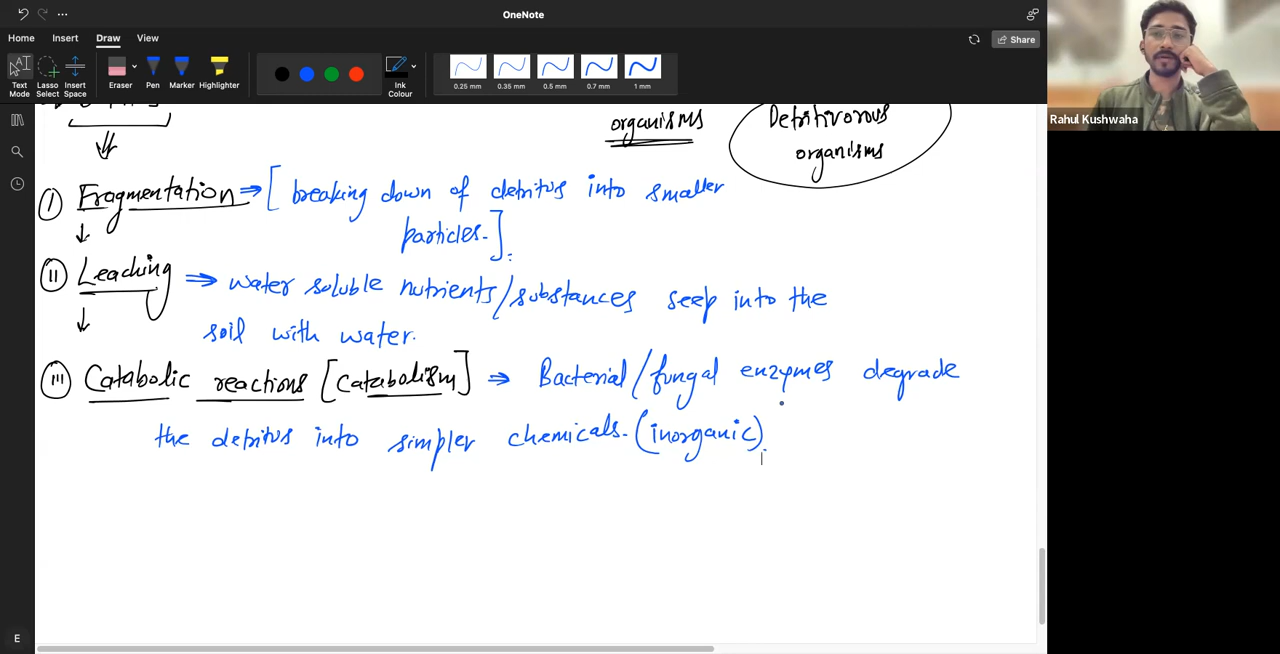 OneNote
Home Insert Draw View
Share
Text Mode
Lasso Select
Insert Space
Eraser
Pen
Marker
Highlighter
Ink Colour
0.25 mm 0.35 mm 0.5 mm 0.7 mm 1 mm
Rahul Kushwaha
organisms
Detritivorous
organisms
(I) Fragmentation ⇒ [breaking down of detritus into smaller
particles.].
(II) Leaching ⇒ water soluble nutrients/substances seep into the
soil with water.
(III) Catabolic reactions [Catabolism] ⇒ Bacterial/fungal enzymes degrade
the detritus into simpler chemicals. (inorganic).
E